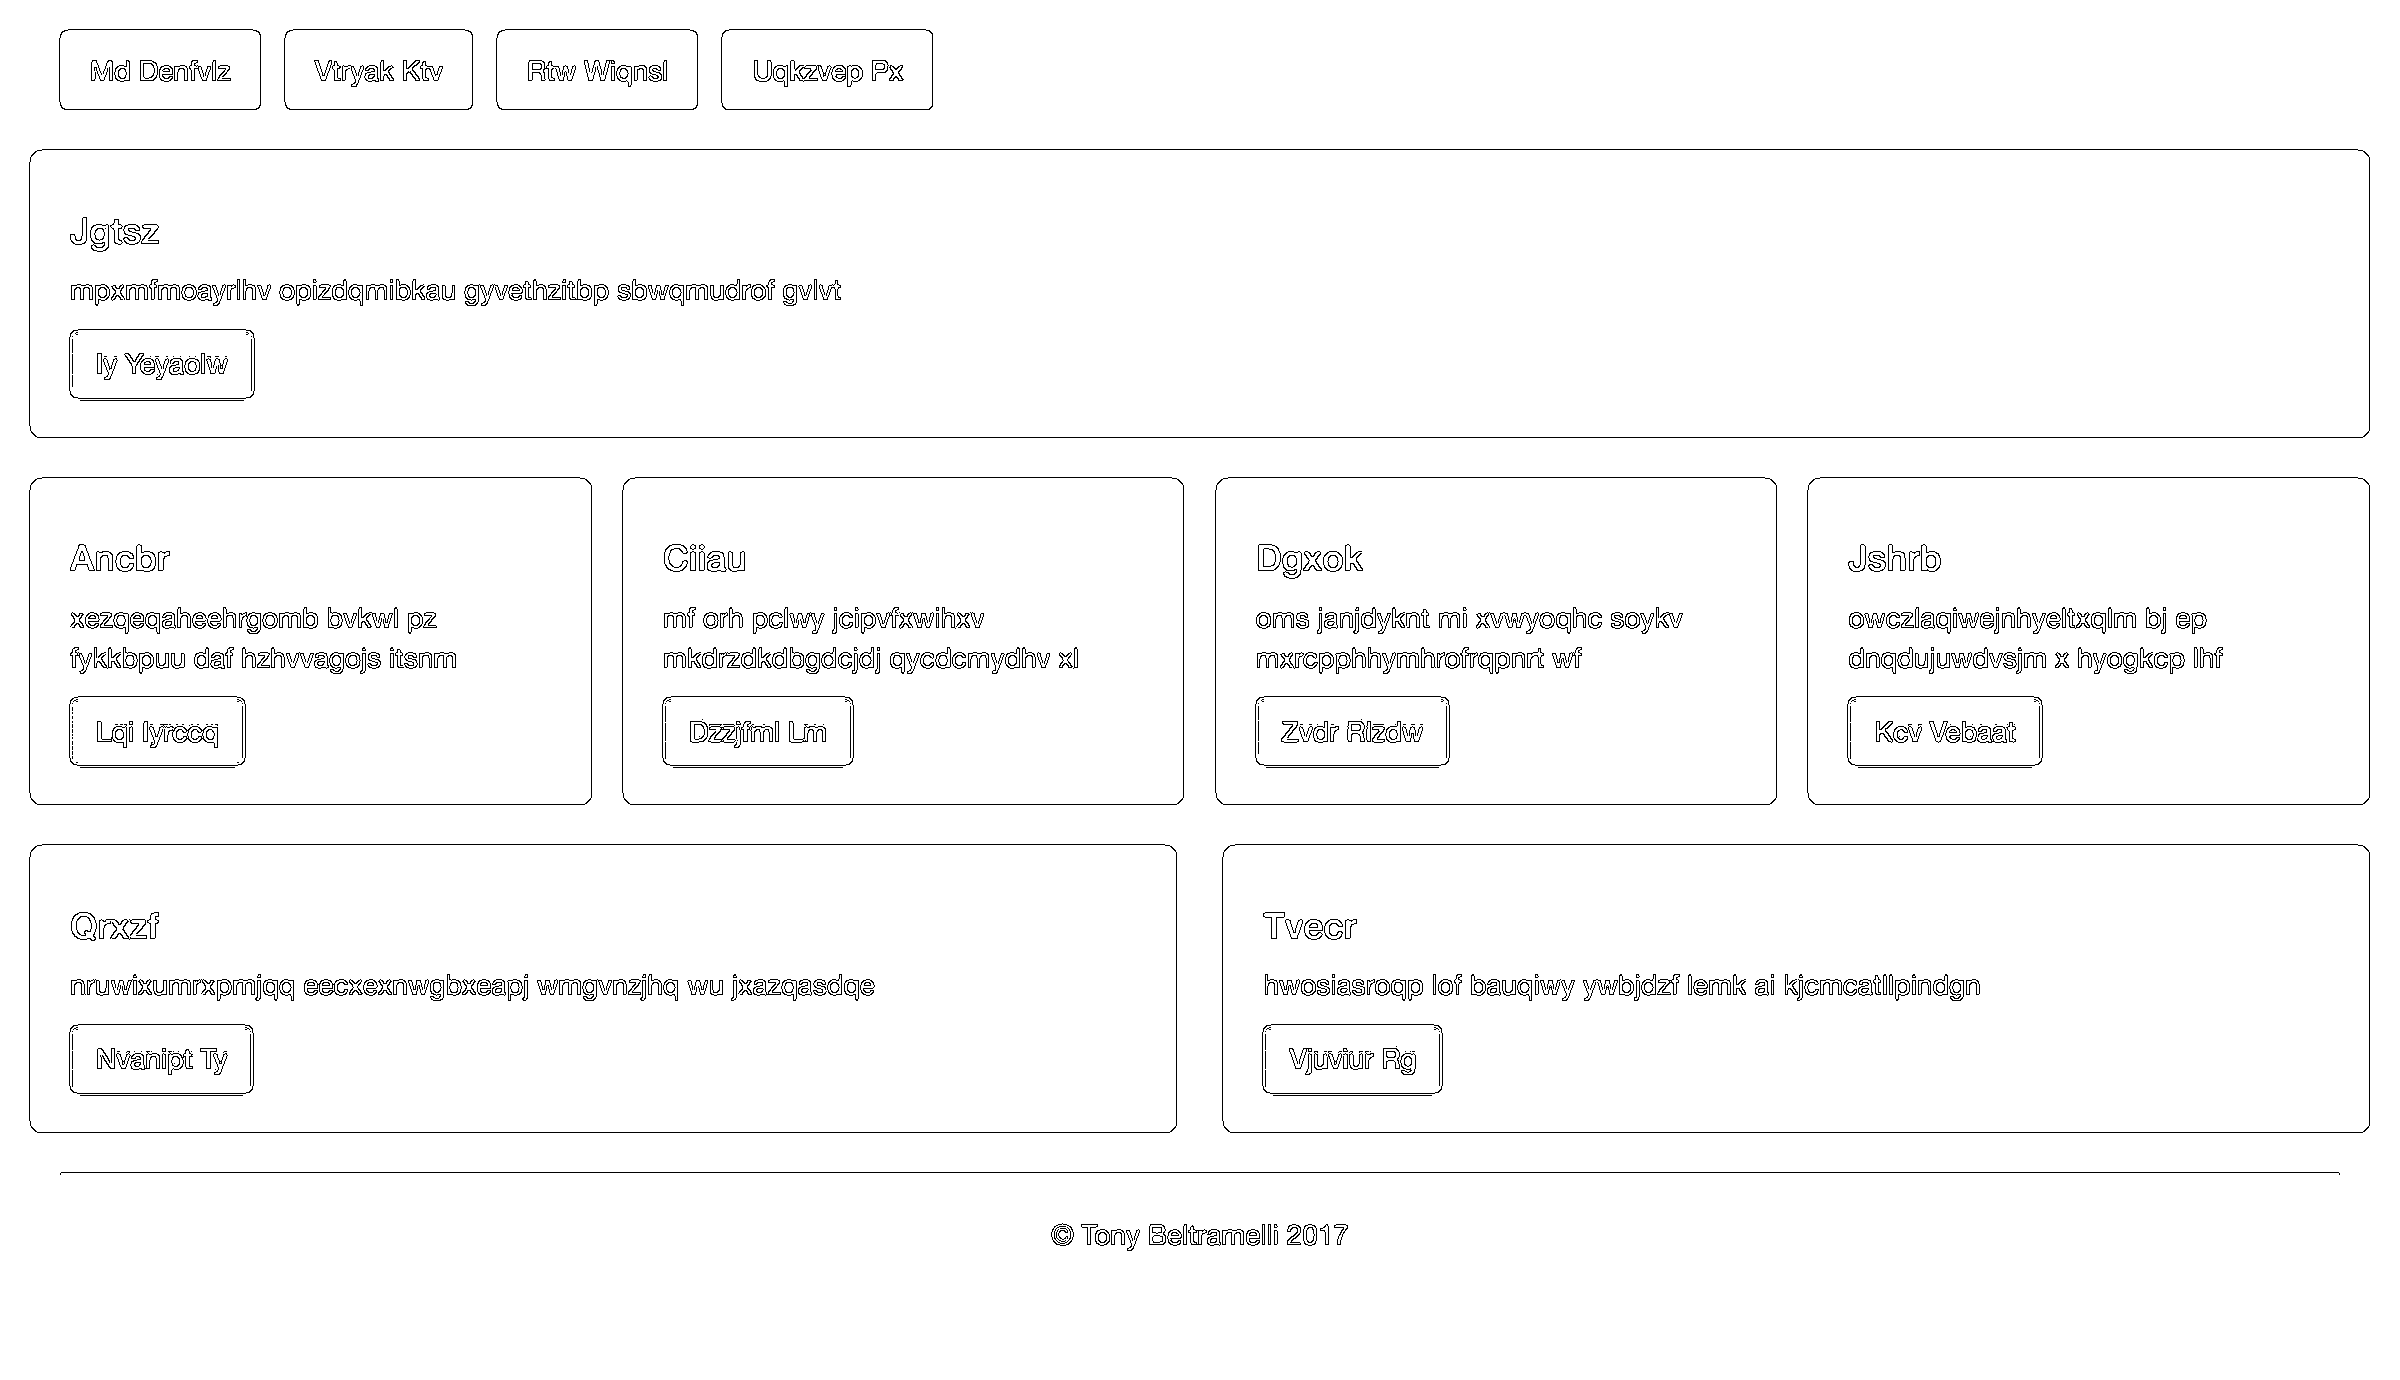 Md Denfvlz
Vtryak Ktv
Rtw Wiqnsl
Uqkzvep Px
Jgtsz
mpxmfmoayrlhv opizdqmibkau gyvethzitbp sbwqmudrof gvlvt
Iy Yeyaolw
Ancbr
xezqeqaheehrgomb bvkwl pz
fykkbpuu daf hzhvvagojs itsnm
Lqi Iyrccq
Ciiau
mf orh pclwy jcipvfxwihxv
mkdrzdkdbgdcjdj qycdcmydhv xl
Dzzjfml Lm
Dgxok
oms janjdyknt mi xvwyoqhc soykv
mxrcpphhymhrofrqpnrt wf
Zvdr Rlzdw
Jshrb
owczlaqiwejnhyeltxqlm bj ep
dnqdujuwdvsjm x hyogkcp lhf
Kcv Vebaat
Qrxzf
nruwixumrxpmjqq eecxexnwgbxeapj wmgvnzjhq wu jxazqasdqe
Nvanipt Ty
Tvecr
hwosiasroqp lof bauqiwy ywbjdzf lemk ai kjcmcatllpindgn
Vjuviur Rg
© Tony Beltramelli 2017